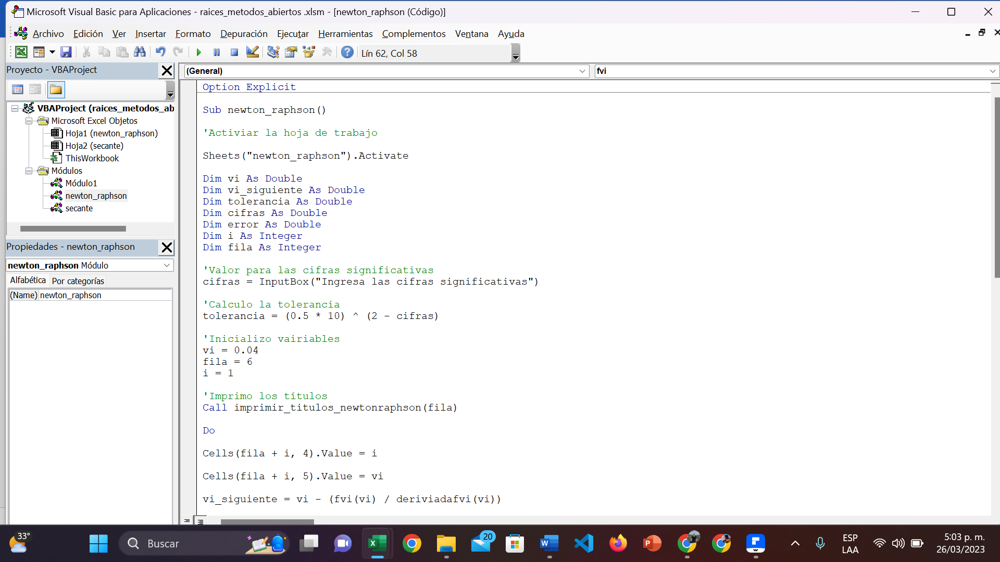 Microsoft Visual Basic para Aplicaciones - raices_metodos_abiertos .xlsm - [newton_raphson (Código)]
Archivo Edición Ver Insertar Formato Depuración Ejecutar Herramientas Complementos Ventana Ayuda
Lín 62, Col 58
Proyecto - VBAProject
VBAProject (raices_metodos_ab
Microsoft Excel Objetos
Hoja1 (newton_raphson)
Hoja2 (secante)
ThisWorkbook
Módulos
Módulo1
newton_raphson
secante
Propiedades - newton_raphson
newton_raphson Módulo
Alfabética Por categorías
(Name) newton_raphson
(General) fvi
Option Explicit
Sub newton_raphson()
'Activiar la hoja de trabajo
Sheets("newton_raphson").Activate
Dim vi As Double
Dim vi_siguiente As Double
Dim tolerancia As Double
Dim cifras As Double
Dim error As Double
Dim i As Integer
Dim fila As Integer
'Valor para las cifras significativas
cifras = InputBox("Ingresa las cifras significativas")
'Calculo la tolerancia
tolerancia = (0.5 * 10) ^ (2 - cifras)
'Inicializo vairiables
vi = 0.04
fila = 6
i = 1
'Imprimo los títulos
Call imprimir_titulos_newtonraphson(fila)
Do
Cells(fila + i, 4).Value = i
Cells(fila + i, 5).Value = vi
vi_siguiente = vi - (fvi(vi) / deriviadafvi(vi))
33°
Buscar
20
ESP
LAA
5:03 p. m.
26/03/2023